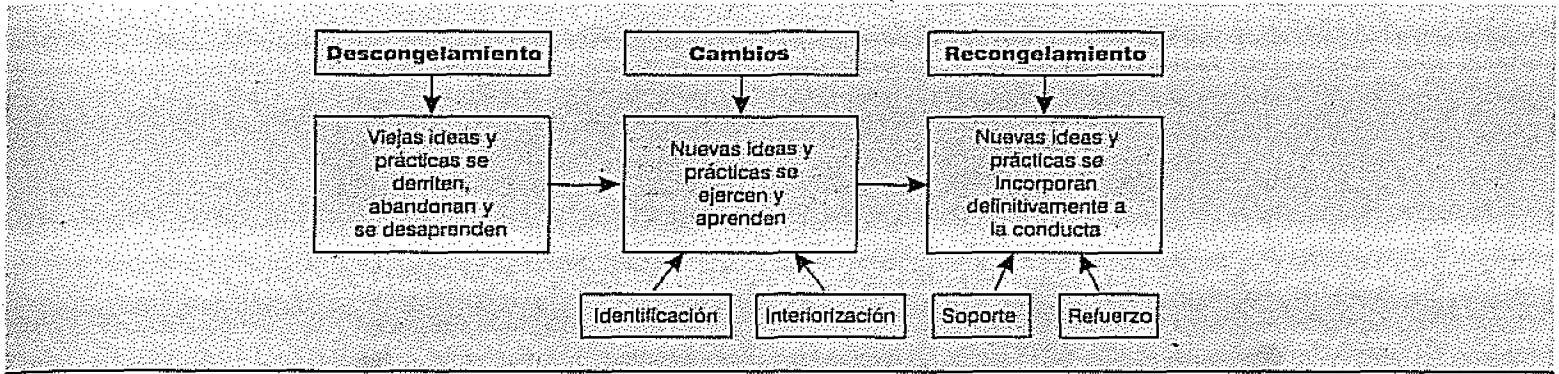 Descongelamiento
Cambios
Recongelamiento
Viejas ideas y
prácticas se
derriten,
abandonan y
se desaprenden
Nuevas ideas y
prácticas se
ejercen y
aprenden
Nuevas ideas y
prácticas se
incorporan
definitivamente a
la conducta
Identificación
Interiorización
Soporte
Refuerzo